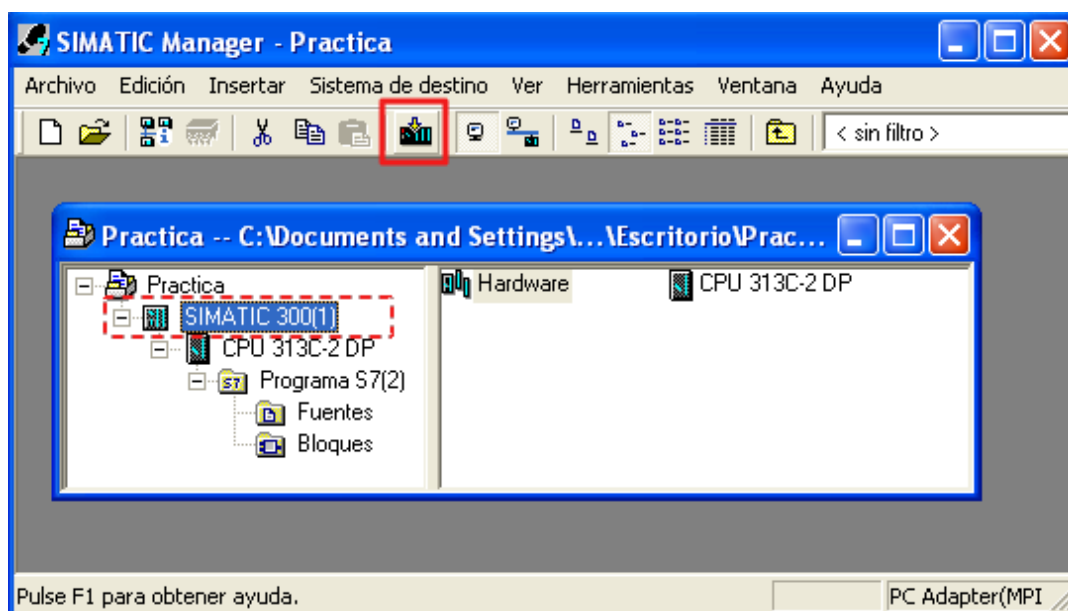 SIMATIC Manager - Practica
Archivo Edición Insertar Sistema de destino Ver Herramientas Ventana Ayuda
< sin filtro >
Practica -- C:\Documents and Settings\...\Escritorio\Prac...
Practica
SIMATIC 300(1)
CPU 313C-2 DP
Programa S7(2)
Fuentes
Bloques
Hardware
CPU 313C-2 DP
Pulse F1 para obtener ayuda.
PC Adapter(MPI